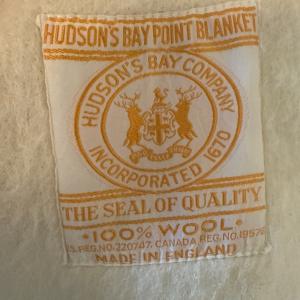 HUDSON'S BAY POINT BLANKET
HUDSON'S BAY COMPANY
INCORPORATED 1670
THE SEAL OF QUALITY
· 100% WOOL ·
REG. NO. 220747. CANADA REG. NO.
MADE IN ENGLAND